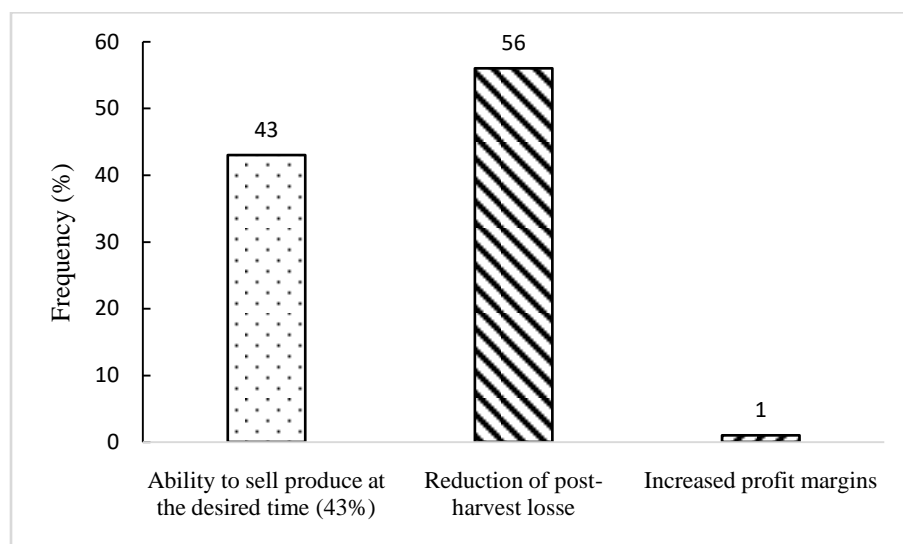 Frequency (%)
60
50
40
30
20
10
0
43
56
1
Ability to sell produce at
the desired time (43%)
Reduction of post-
harvest losse
Increased profit margins